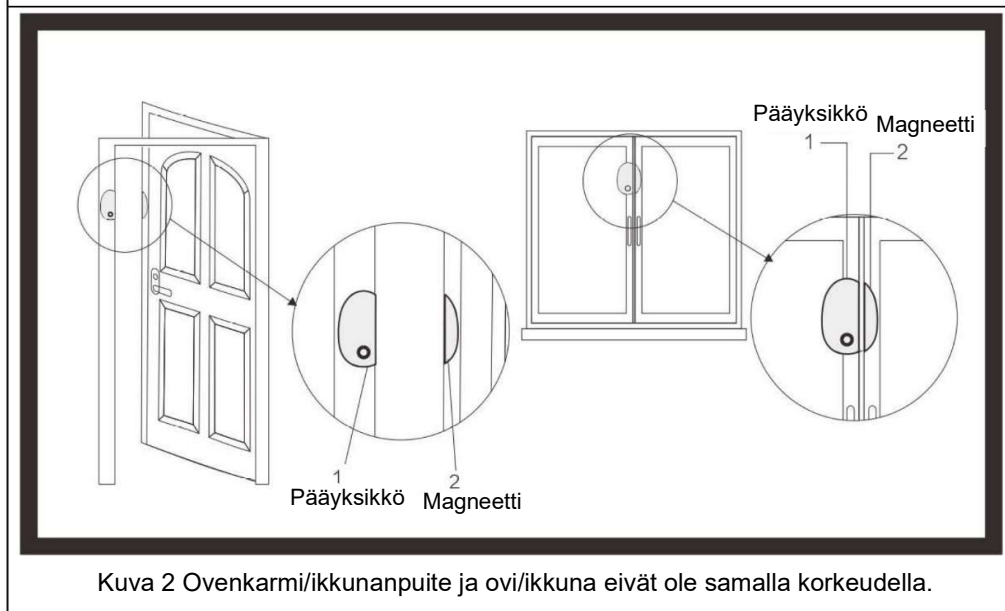 Pääyksikkö
1
Magneetti
2
1
Pääyksikkö
2
Magneetti
Kuva 2 Ovenkarmi/ikkunanpuite ja ovi/ikkuna eivät ole samalla korkeudella.